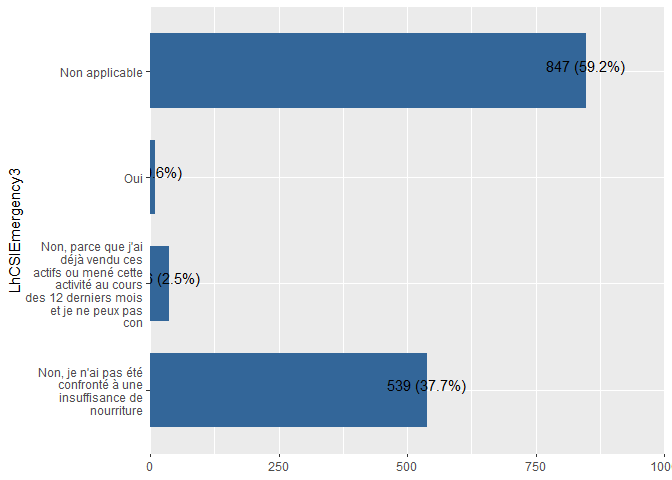 LhCSIEmergency3
Non applicable
847 (59.2%)
Oui
.6%)
Non, parce que j'ai
déjà vendu ces
actifs ou mené cette
activité au cours
des 12 derniers mois
et je ne peux pas
con
6 (2.5%)
Non, je n'ai pas été
confronté à une
insuffisance de
nourriture
539 (37.7%)
0
250
500
750
100